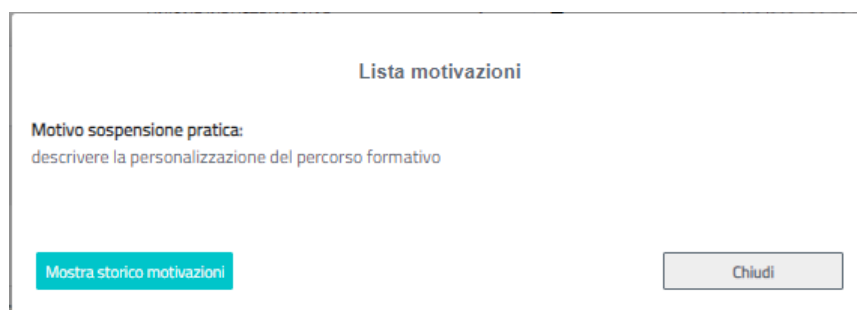 Lista motivazioni
Motivo sospensione pratica:
descrivere la personalizzazione del percorso formativo
Mostra storico motivazioni
Chiudi